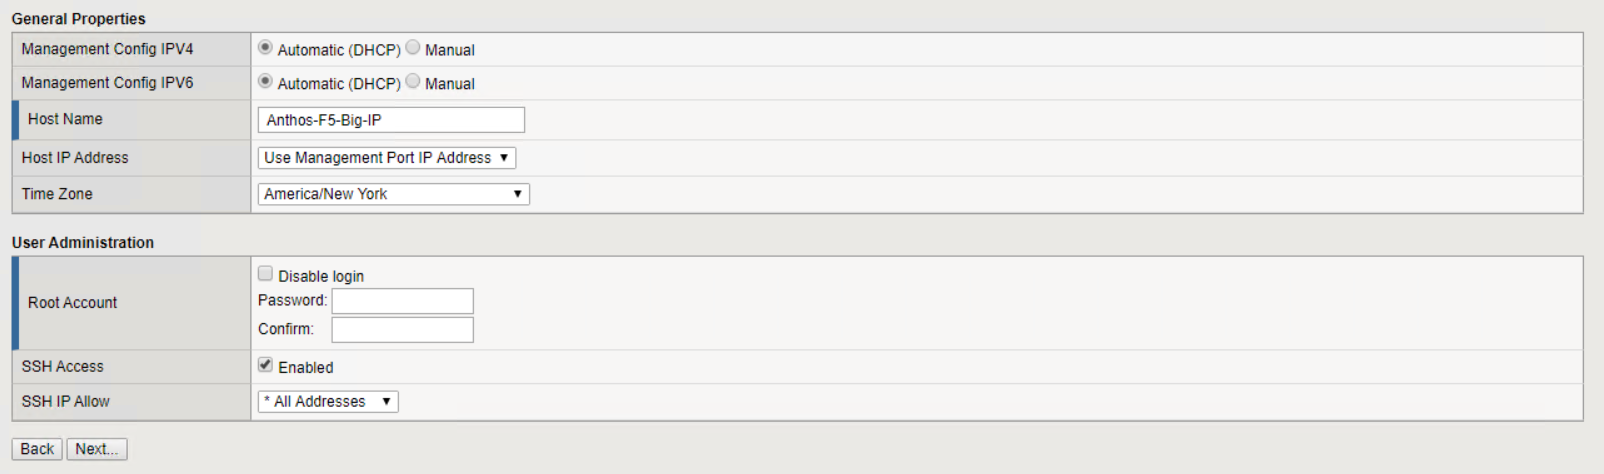 General Properties
Management Config IPV4 Automatic (DHCP) Manual
Management Config IPV6 Automatic (DHCP) Manual
Host Name Anthos-F5-Big-IP
Host IP Address Use Management Port IP Address
Time Zone America/New York
User Administration
Disable login
Root Account Password:
Confirm:
SSH Access Enabled
SSH IP Allow * All Addresses
Back Next...